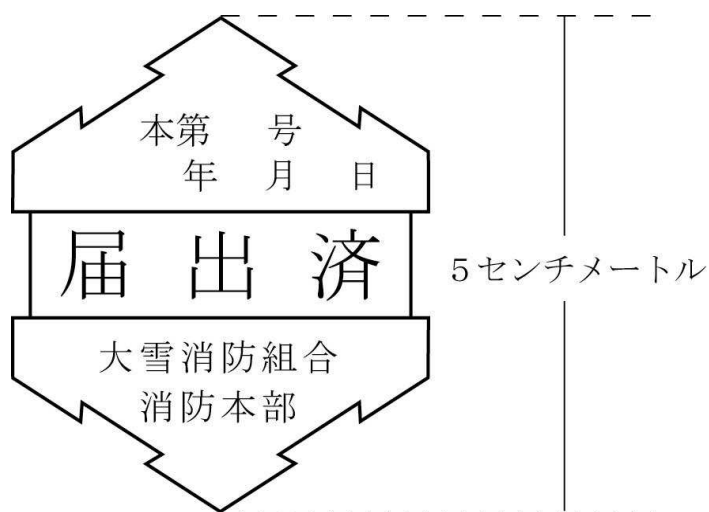 本第　　号
年　月　日
届出済
５センチメートル
大雪消防組合
消防本部